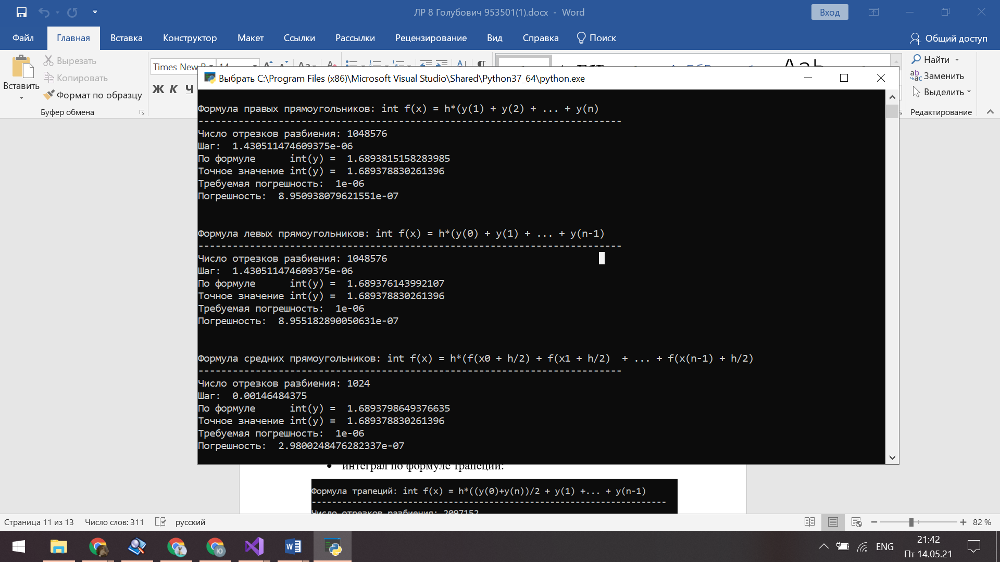 ЛР 8 Голубович 953501(1).docx - Word
Вход
Файл Главная Вставка Конструктор Макет Ссылки Рассылки Рецензирование Вид Справка Поиск Общий доступ
Вставить
Вырезать
Копировать
Формат по образцу
Буфер обмена
Times New
14
Ж К Ч
Найти
Заменить
Выделить
Редактирование
Выбрать C:\Program Files (x86)\Microsoft Visual Studio\Shared\Python37_64\python.exe
Формула правых прямоугольников: int f(x) = h*(y(1) + y(2) + ... + y(n)
--------------------------------------------------------------------------
Число отрезков разбиения: 1048576
Шаг: 1.430511474609375e-06
По формуле int(y) = 1.6893815158283985
Точное значение int(y) = 1.689378830261396
Требуемая погрешность: 1e-06
Погрешность: 8.950938079621551e-07
Формула левых прямоугольников: int f(x) = h*(y(0) + y(1) + ... + y(n-1)
--------------------------------------------------------------------------
Число отрезков разбиения: 1048576
Шаг: 1.430511474609375e-06
По формуле int(y) = 1.689376143992107
Точное значение int(y) = 1.689378830261396
Требуемая погрешность: 1e-06
Погрешность: 8.955182890050631e-07
Формула средних прямоугольников: int f(x) = h*(f(x0 + h/2) + f(x1 + h/2) + ... + f(x(n-1) + h/2)
--------------------------------------------------------------------------
Число отрезков разбиения: 1024
Шаг: 0.00146484375
По формуле int(y) = 1.6893798649376635
Точное значение int(y) = 1.689378830261396
Требуемая погрешность: 1e-06
Погрешность: 2.9800248476282337e-07
• интеграл по формуле трапеций:
Формула трапеций: int f(x) = h*((y(0)+y(n))/2 + y(1) +... + y(n-1)
--------------------------------------------------------------------------
Число отрезков разбиения: 2097152
Страница 11 из 13 Число слов: 311 русский 82 %
ENG
21:42
Пт 14.05.21